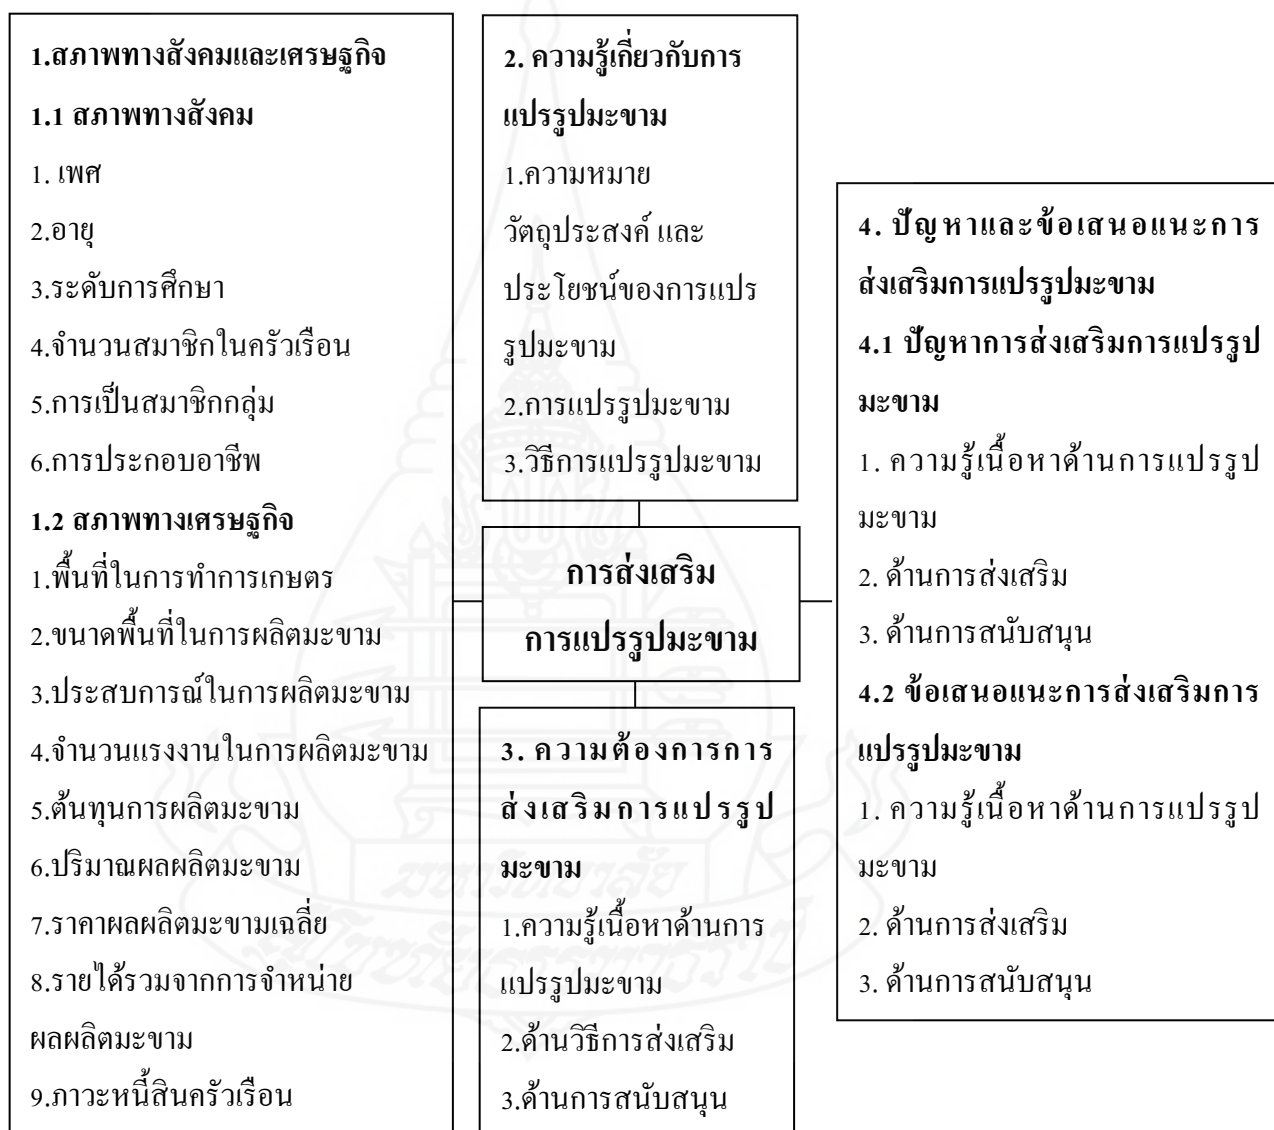 1.สภาพทางสังคมและเศรษฐกิจ
1.1 สภาพทางสังคม
1. เพศ
2.อายุ
3.ระดับการศึกษา
4.จำนวนสมาชิกในครัวเรือน
5.การเป็นสมาชิกกลุ่ม
6.การประกอบอาชีพ
1.2 สภาพทางเศรษฐกิจ
1.พื้นที่ในการทำการเกษตร
2.ขนาดพื้นที่ในการผลิตมะขาม
3.ประสบการณ์ในการผลิตมะขาม
4.จำนวนแรงงานในการผลิตมะขาม
5.ต้นทุนการผลิตมะขาม
6.ปริมาณผลผลิตมะขาม
7.ราคาผลผลิตมะขามเฉลี่ย
8.รายได้รวมจากการจำหน่าย
ผลผลิตมะขาม
9.ภาวะหนี้สินครัวเรือน
2. ความรู้เกี่ยวกับการ
แปรรูปมะขาม
1.ความหมาย
วัตถุประสงค์ และ
ประโยชน์ของการแปร
รูปมะขาม
2.การแปรรูปมะขาม
3.วิธีการแปรรูปมะขาม
การส่งเสริม
การแปรรูปมะขาม
3. ความต้องการการ
ส่งเสริมการแปรรูป
มะขาม
1.ความรู้เนื้อหาด้านการ
แปรรูปมะขาม
2.ด้านวิธีการส่งเสริม
3.ด้านการสนับสนุน
4. ปัญหาและข้อเสนอแนะการ
ส่งเสริมการแปรรูปมะขาม
4.1 ปัญหาการส่งเสริมการแปรรูป
มะขาม
1. ความรู้เนื้อหาด้านการแปรรูป
มะขาม
2. ด้านการส่งเสริม
3. ด้านการสนับสนุน
4.2 ข้อเสนอแนะการส่งเสริมการ
แปรรูปมะขาม
1. ความรู้เนื้อหาด้านการแปรรูป
มะขาม
2. ด้านการส่งเสริม
3. ด้านการสนับสนุน
มหาวิทยาลัย
สุโขทัยธรรมาธิราช